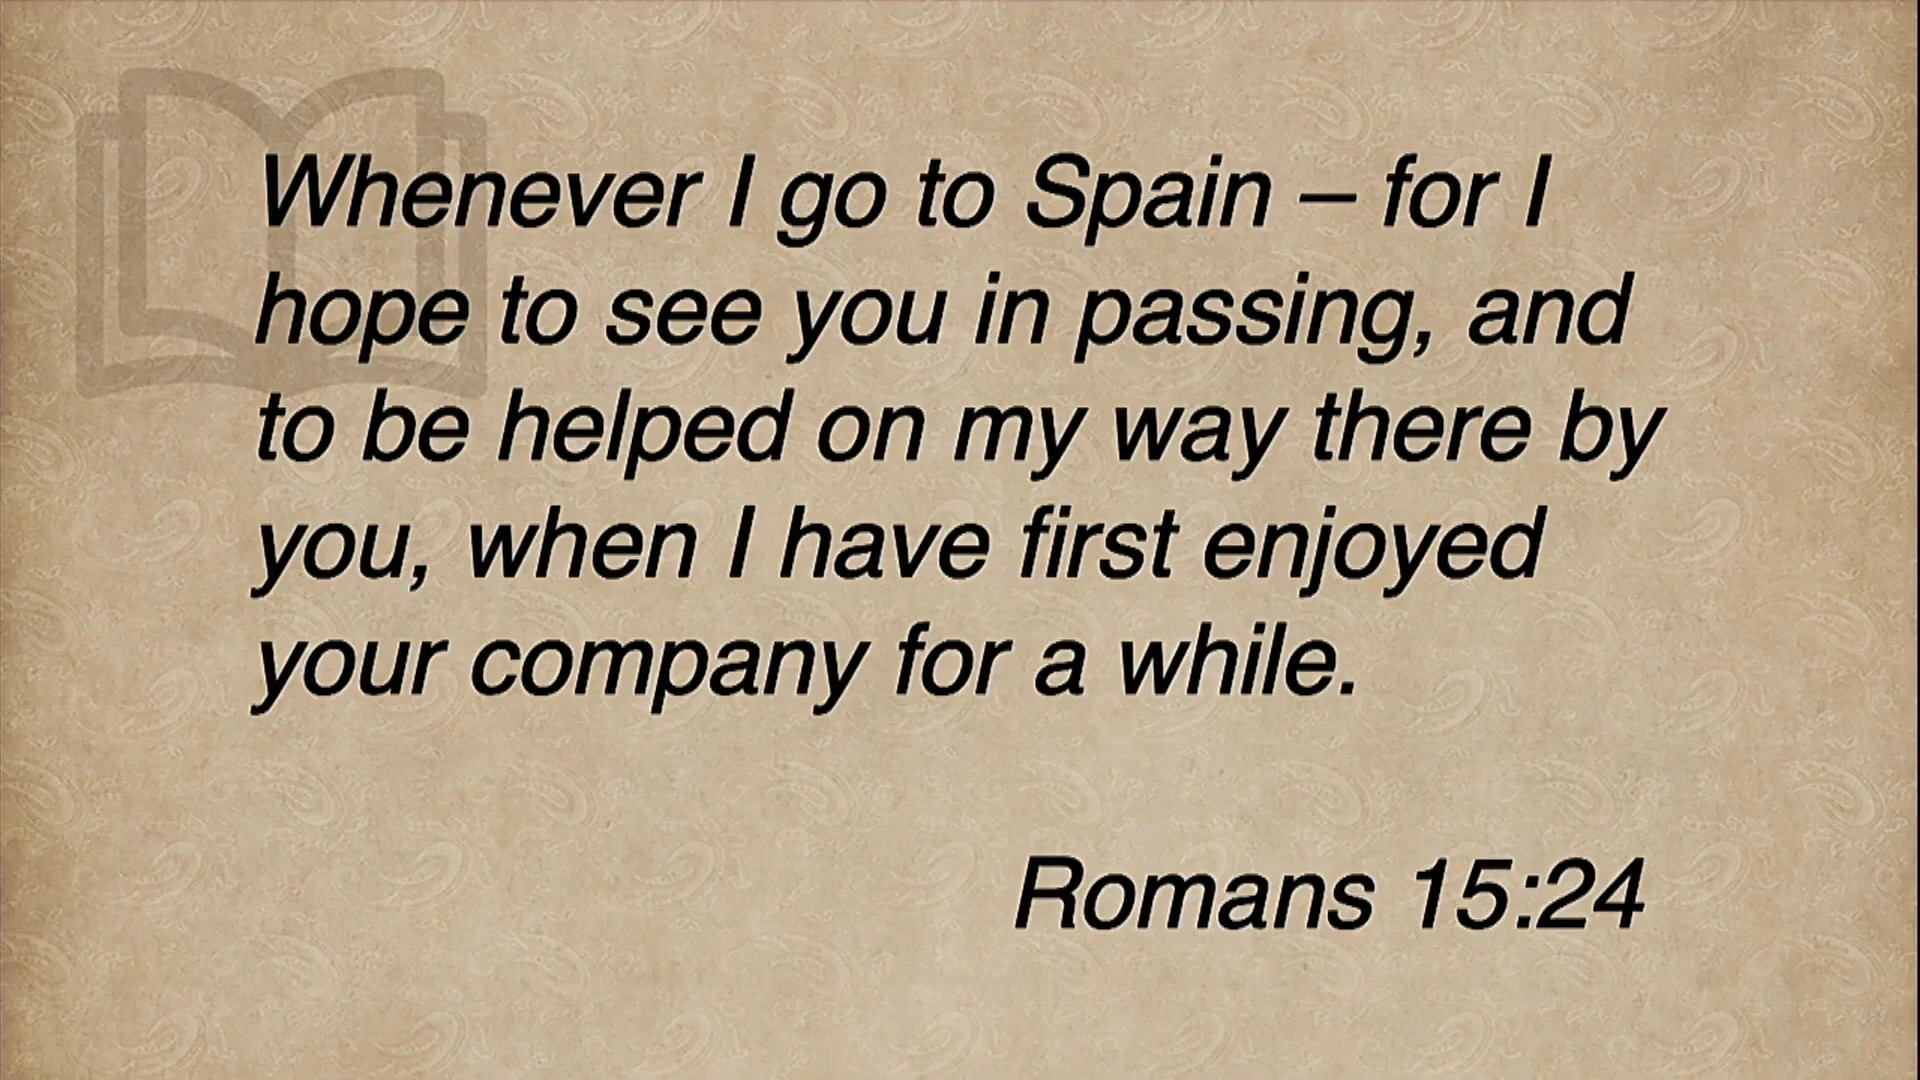 Whenever I go to Spain – for I
hope to see you in passing, and
to be helped on my way there by
you, when I have first enjoyed
your company for a while.
Romans 15:24